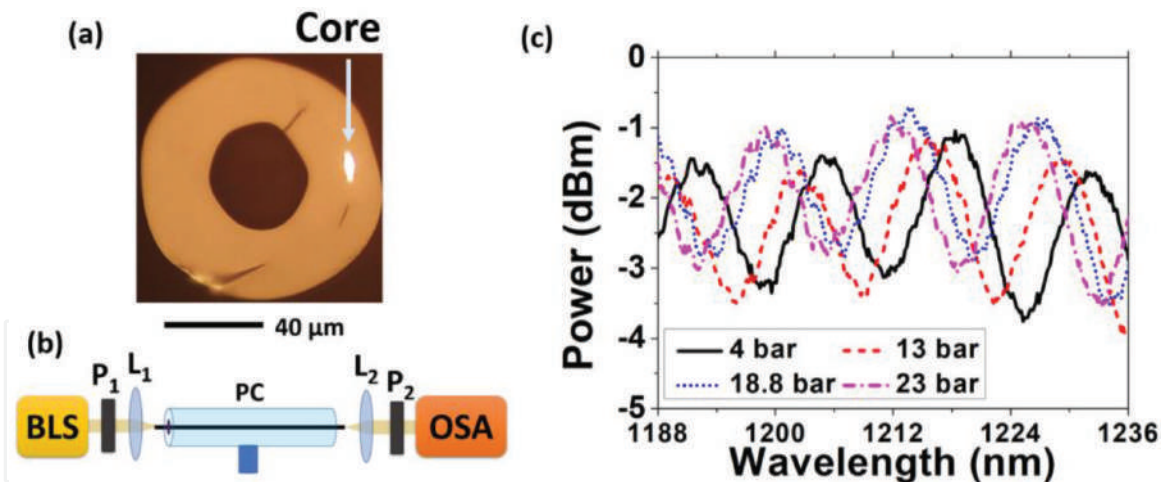 (a)
Core
40 μm
(b)
BLS
P1
L1
PC
L2
P2
OSA
(c)
Power (dBm)
0
-1
-2
-3
-4
-5
4 bar
13 bar
18.8 bar
23 bar
1188 1200 1212 1224 1236
Wavelength (nm)